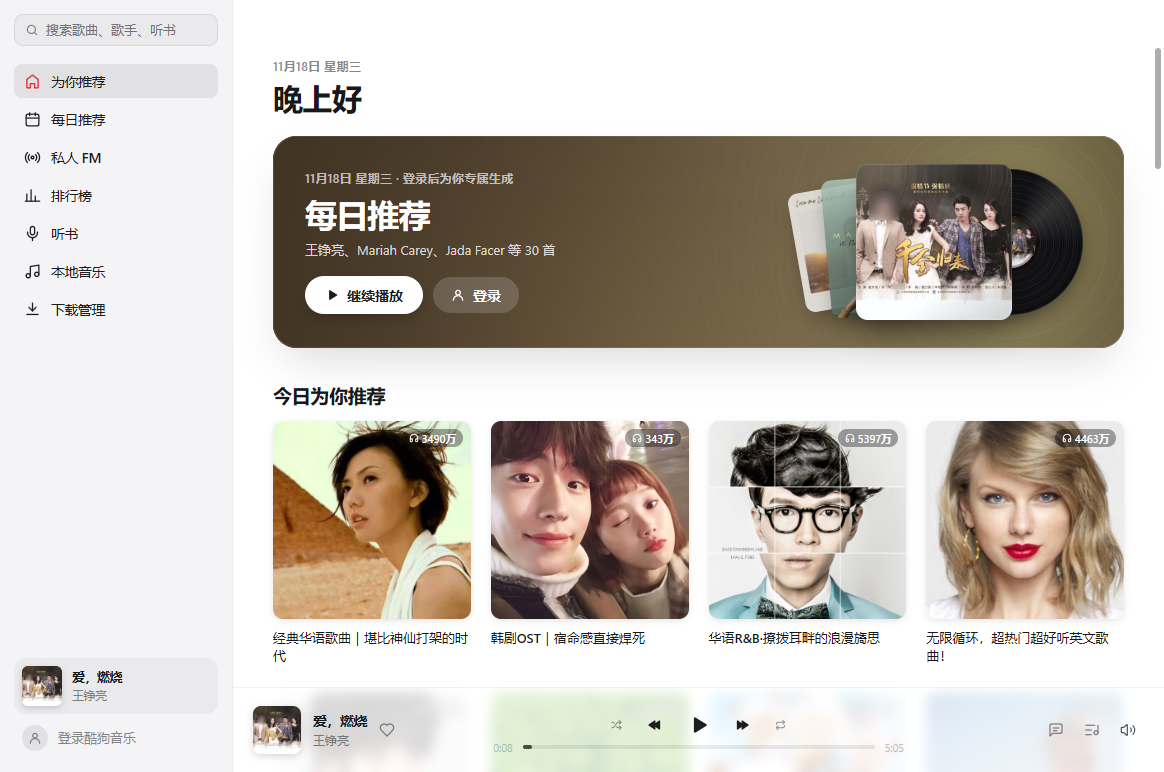 搜索歌曲、歌手、听书
为你推荐
每日推荐
私人 FM
排行榜
听书
本地音乐
下载管理
爱，燃烧
王铮亮
登录酷狗音乐
11月18日 星期三
晚上好
11月18日 星期三 · 登录后为你专属生成
每日推荐
王铮亮、Mariah Carey、Jada Facer 等 30 首
继续播放
登录
千金归来
今日为你推荐
3490万
343万
5397万
4463万
经典华语歌曲 | 堪比神仙打架的时
代
韩剧OST | 宿命感直接焊死
华语R&B·撩拨耳畔的浪漫旖思
无限循环，超热门超好听英文歌
曲！
爱，燃烧
王铮亮
0:08
5:05